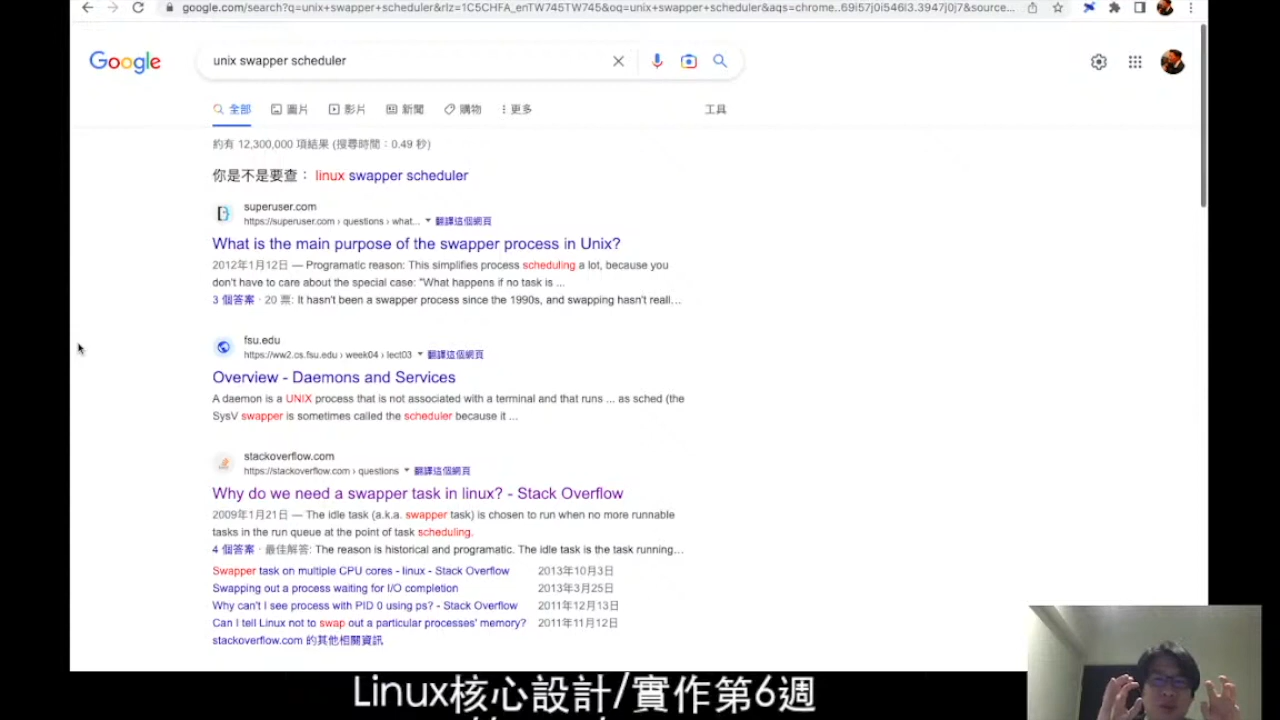 google.com/search?q=unix+swapper+scheduler&rlz=1C5CHFA_enTW745TW745&oq=unix+swapper+scheduler&aqs=chrome..69i57j0i546l3.3947j0j7&source...
Google
unix swapper scheduler
全部 圖片 影片 新聞 購物 更多 工具
約有 12,300,000 項結果 (搜尋時間:0.49 秒)
你是不是要查: linux swapper scheduler
superuser.com
https://superuser.com › questions › what... 翻譯這個網頁
What is the main purpose of the swapper process in Unix?
2012年1月12日 — Programatic reason: This simplifies process scheduling a lot, because you
don't have to care about the special case: "What happens if no task is ...
3 個答案 · 20 票: It hasn't been a swapper process since the 1990s, and swapping hasn't reall...
fsu.edu
https://ww2.cs.fsu.edu › week04 › lect03 翻譯這個網頁
Overview - Daemons and Services
A daemon is a UNIX process that is not associated with a terminal and that runs ... as sched (the
SysV swapper is sometimes called the scheduler because it ...
stackoverflow.com
https://stackoverflow.com › questions 翻譯這個網頁
Why do we need a swapper task in linux? - Stack Overflow
2009年1月21日 — The idle task (a.k.a. swapper task) is chosen to run when no more runnable
tasks in the run queue at the point of task scheduling.
4 個答案 · 最佳解答: The reason is historical and programatic. The idle task is the task running...
Swapper task on multiple CPU cores - linux - Stack Overflow 2013年10月3日
Swapping out a process waiting for I/O completion 2013年3月25日
Why can't I see process with PID 0 using ps? - Stack Overflow 2011年12月13日
Can I tell Linux not to swap out a particular processes' memory? 2011年11月12日
stackoverflow.com 的其他相關資訊
Linux核心設計/實作第6週